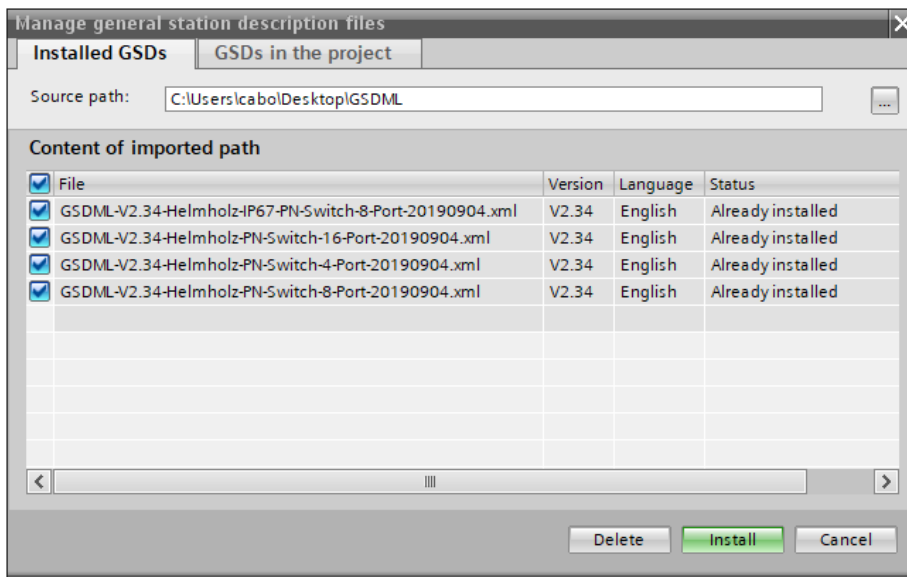 Manage general station description files
Installed GSDs GSDs in the project
Source path: C:\Users\cabo\Desktop\GSDML ...
Content of imported path
File Version Language Status
GSDML-V2.34-Helmholz-IP67-PN-Switch-8-Port-20190904.xml V2.34 English Already installed
GSDML-V2.34-Helmholz-PN-Switch-16-Port-20190904.xml V2.34 English Already installed
GSDML-V2.34-Helmholz-PN-Switch-4-Port-20190904.xml V2.34 English Already installed
GSDML-V2.34-Helmholz-PN-Switch-8-Port-20190904.xml V2.34 English Already installed
Delete Install Cancel